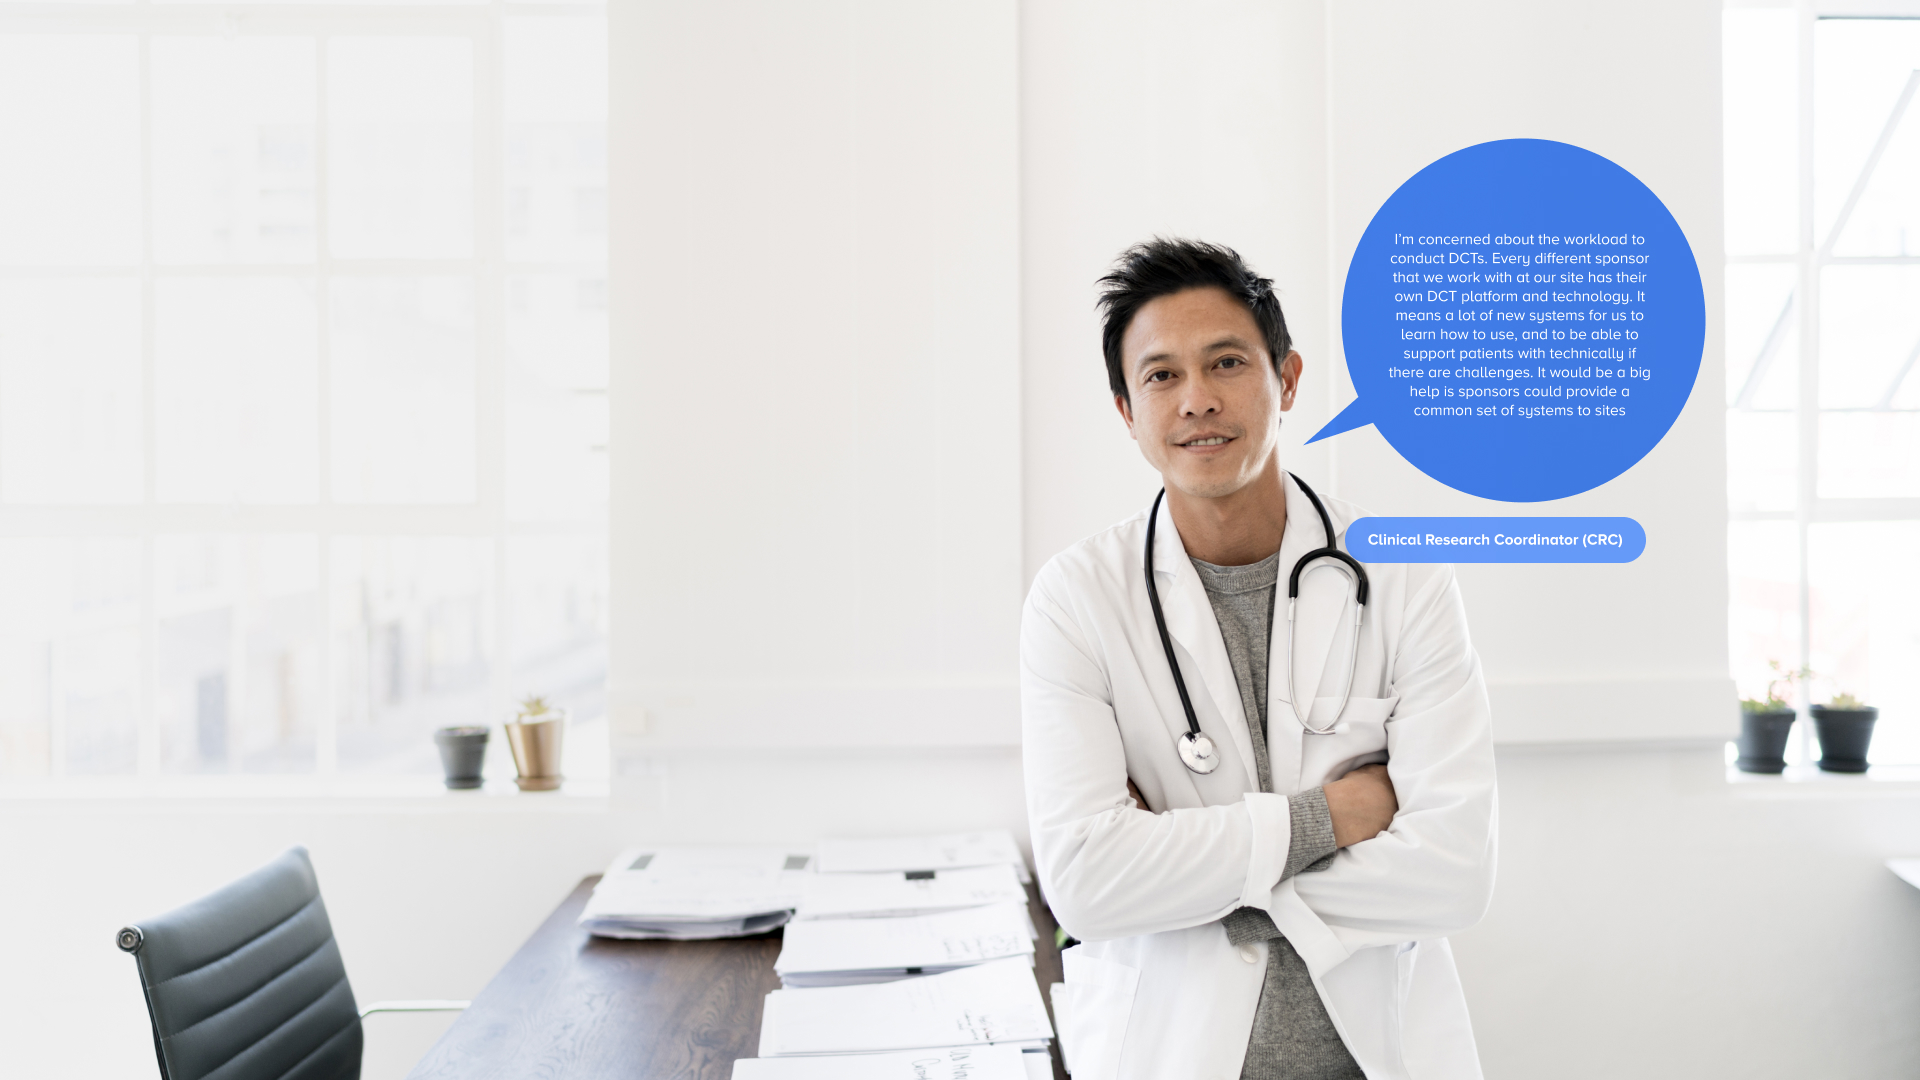 I'm concerned about the workload to
conduct DCTs. Every different sponsor
that we work with at our site has their
own DCT platform and technology. It
means a lot of new systems for us to
learn how to use, and to be able to
support patients with technically if
there are challenges. It would be a big
help is sponsors could provide a
common set of systems to sites
Clinical Research Coordinator (CRC)